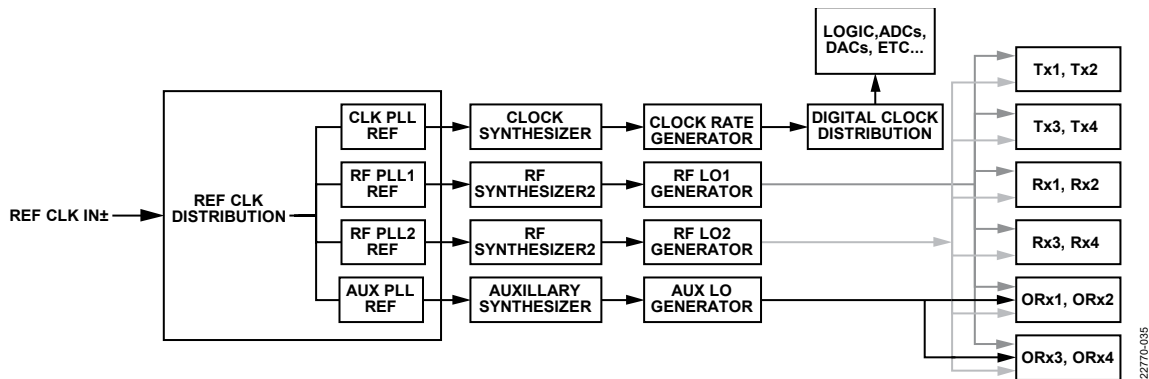 LOGIC,ADCs,
DACs, ETC...
Tx1, Tx2
CLK PLL
REF
CLOCK
SYNTHESIZER
CLOCK RATE
GENERATOR
DIGITAL CLOCK
DISTRIBUTION
Tx3, Tx4
RF PLL1
REF
RF
SYNTHESIZER2
RF LO1
GENERATOR
Rx1, Rx2
REF CLK IN±
REF CLK
DISTRIBUTION
RF PLL2
REF
RF
SYNTHESIZER2
RF LO2
GENERATOR
Rx3, Rx4
AUX PLL
REF
AUXILLARY
SYNTHESIZER
AUX LO
GENERATOR
ORx1, ORx2
ORx3, ORx4
22770-035